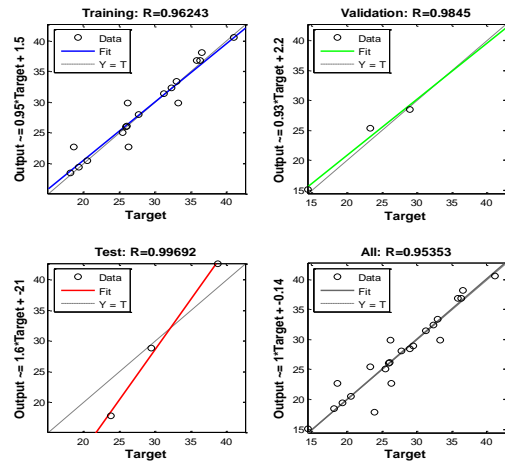 Training: R=0.96243
Output ~= 0.95*Target + 1.5
40
35
30
25
20
Data
Fit
Y = T
20 25 30 35 40
Target
Validation: R=0.9845
Output ~= 0.93*Target + 2.2
40
35
30
25
20
15
Data
Fit
Y = T
15 20 25 30 35 40
Target
Test: R=0.99692
Output ~= 1.6*Target + -21
40
35
30
25
20
15
Data
Fit
Y = T
15 20 25 30 35 40
Target
All: R=0.95353
Output ~= 1*Target + -0.14
40
35
30
25
20
15
Data
Fit
Y = T
15 20 25 30 35 40
Target